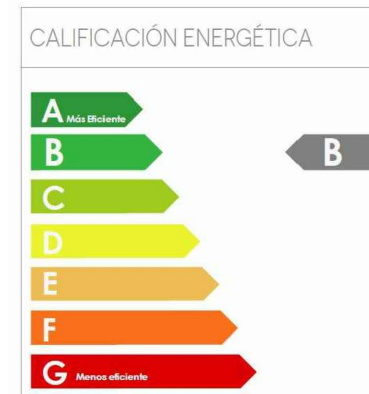 CALIFICACIÓN ENERGÉTICA
A Más Eficiente
B B
C
D
E
F
G Menos eficiente